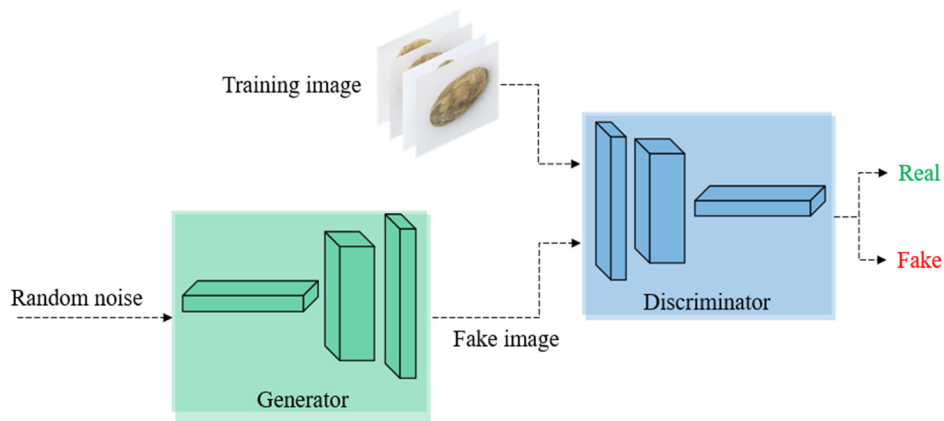 Training image
Real
Fake
Random noise
Fake image
Discriminator
Generator